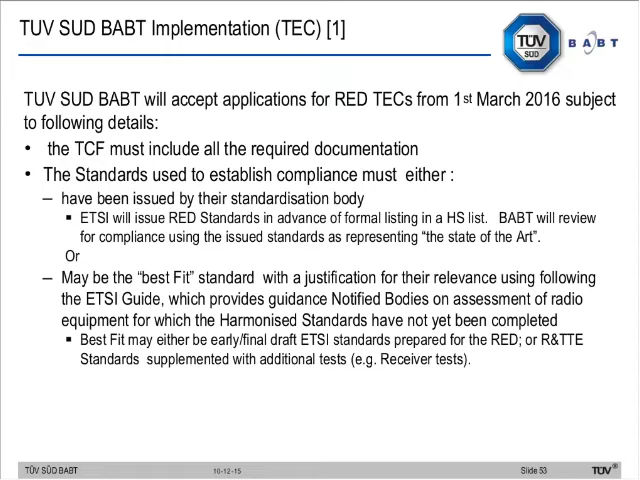 TUV SUD BABT Implementation (TEC) [1]
TÜV
SÜD
BABT
TUV SUD BABT will accept applications for RED TECs from 1st March 2016 subject
to following details:
• the TCF must include all the required documentation
• The Standards used to establish compliance must either :
– have been issued by their standardisation body
▪ ETSI will issue RED Standards in advance of formal listing in a HS list. BABT will review
for compliance using the issued standards as representing “the state of the Art”.
Or
– May be the “best Fit” standard with a justification for their relevance using following
the ETSI Guide, which provides guidance Notified Bodies on assessment of radio
equipment for which the Harmonised Standards have not yet been completed
▪ Best Fit may either be early/final draft ETSI standards prepared for the RED; or R&TTE
Standards supplemented with additional tests (e.g. Receiver tests).
TÜV SÜD BABT
10-12-15
Slide 53
TÜV®